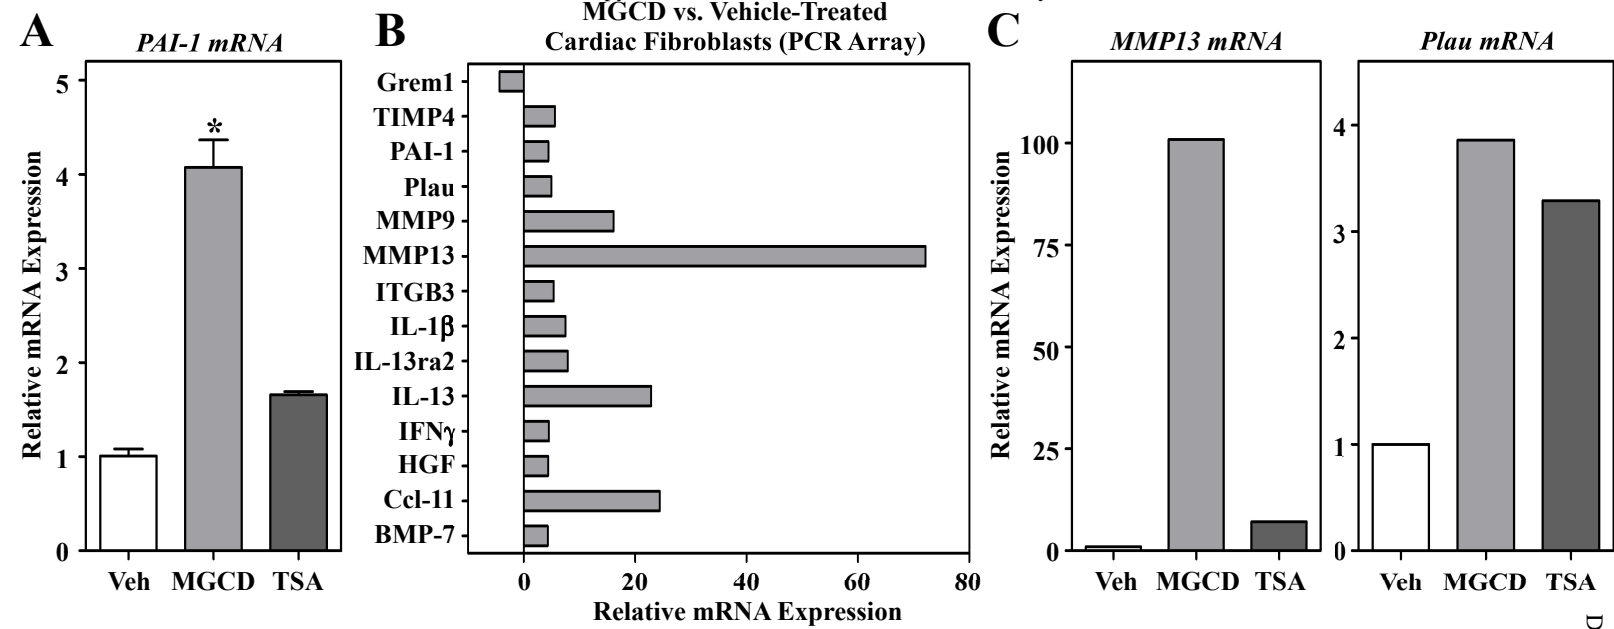 A
PAI-1 mRNA
Relative mRNA Expression
5
4
3
2
1
0
*
Veh MGCD TSA
B
MGCD vs. Vehicle-Treated
Cardiac Fibroblasts (PCR Array)
Grem1
TIMP4
PAI-1
Plau
MMP9
MMP13
ITGB3
IL-1β
IL-13ra2
IL-13
IFNγ
HGF
Ccl-11
BMP-7
0 20 40 60 80
Relative mRNA Expression
C
MMP13 mRNA
Relative mRNA Expression
100
75
50
25
0
Veh MGCD TSA
Plau mRNA
4
3
2
1
0
Veh MGCD TSA
D